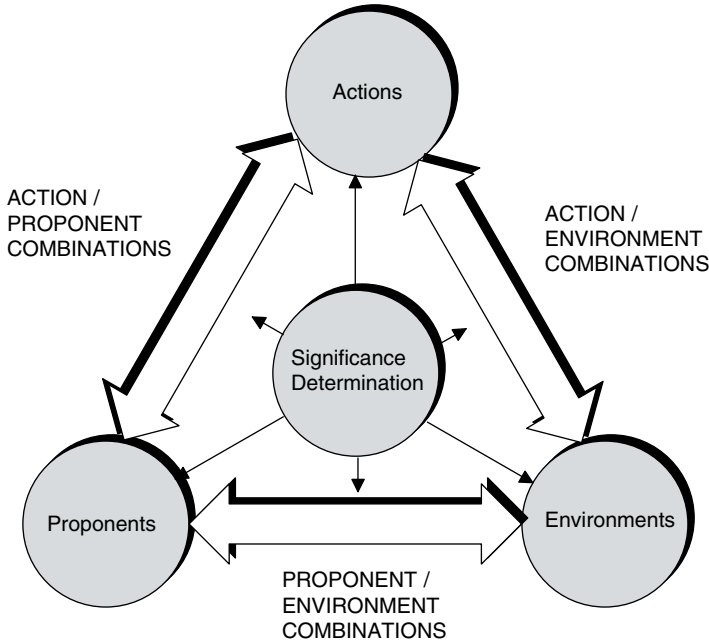 Actions
ACTION /
PROPONENT
COMBINATIONS
ACTION /
ENVIRONMENT
COMBINATIONS
Significance
Determination
Proponents
Environments
PROPONENT /
ENVIRONMENT
COMBINATIONS